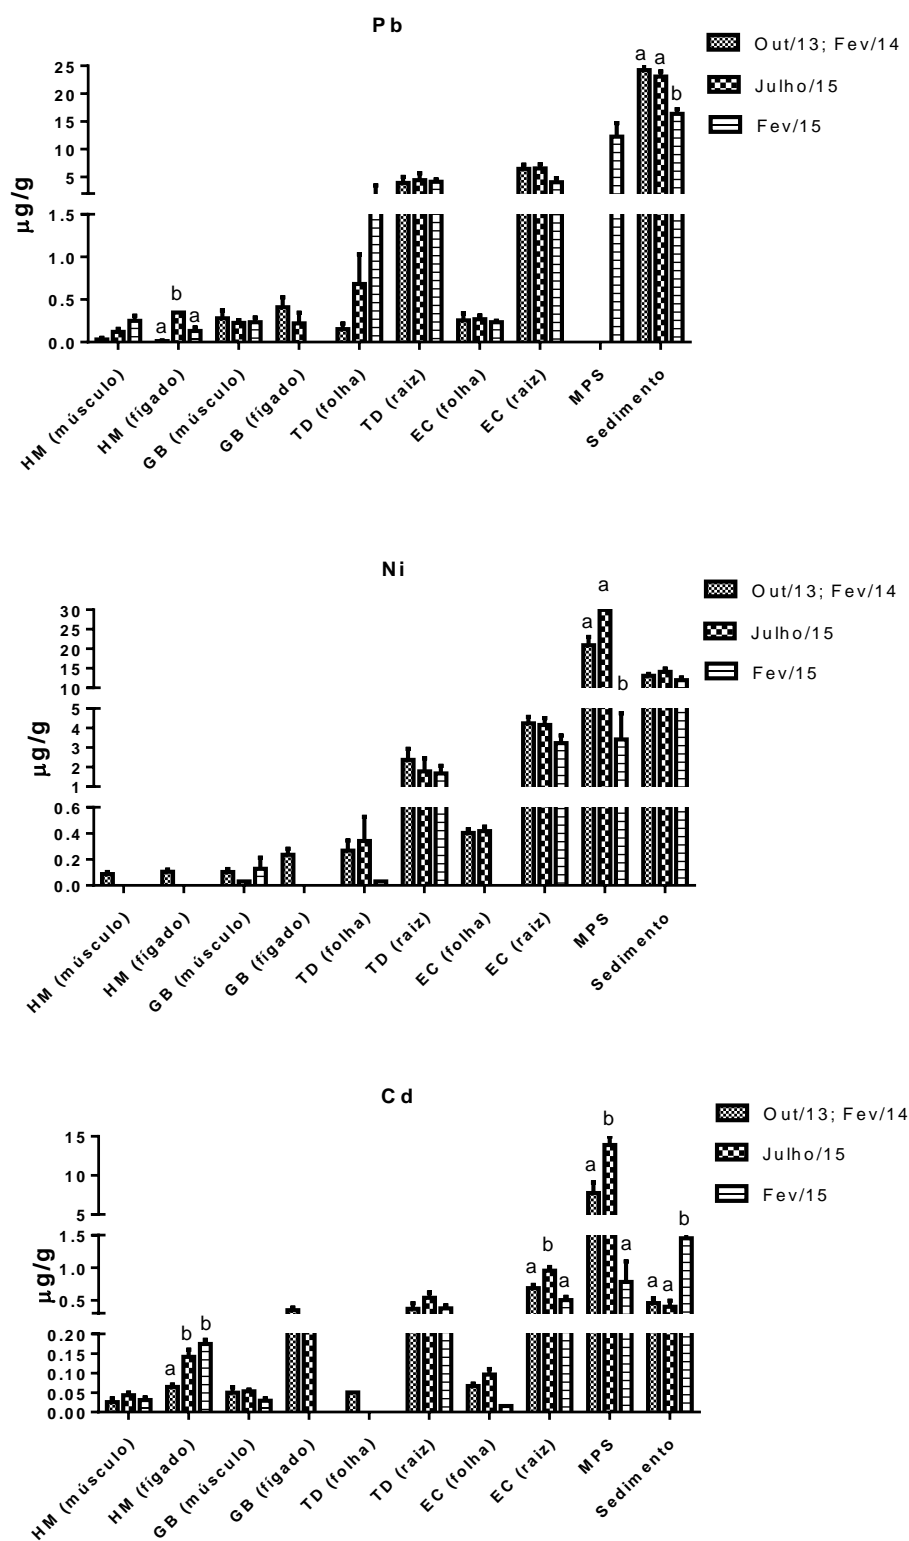 Pb
Out/13; Fev/14
Julho/15
Fev/15
µg/g
25
20
15
10
5
1.5
1.0
0.5
0.0
a
b
a
a a
b
HM (músculo)
HM (fígado)
GB (músculo)
GB (fígado)
TD (folha)
TD (raiz)
EC (folha)
EC (raiz)
MPS
Sedimento
Ni
Out/13; Fev/14
Julho/15
Fev/15
µg/g
30
25
20
15
10
5
4
3
2
1
0.6
0.4
0.2
0.0
a
a
b
HM (músculo)
HM (fígado)
GB (músculo)
GB (fígado)
TD (folha)
TD (raiz)
EC (folha)
EC (raiz)
MPS
Sedimento
Cd
Out/13; Fev/14
Julho/15
Fev/15
µg/g
15
10
5
1.5
1.0
0.5
0.20
0.15
0.10
0.05
0.00
a
b
b
a
b
a
a
b
a
a a
b
HM (músculo)
HM (fígado)
GB (músculo)
GB (fígado)
TD (folha)
TD (raiz)
EC (folha)
EC (raiz)
MPS
Sedimento